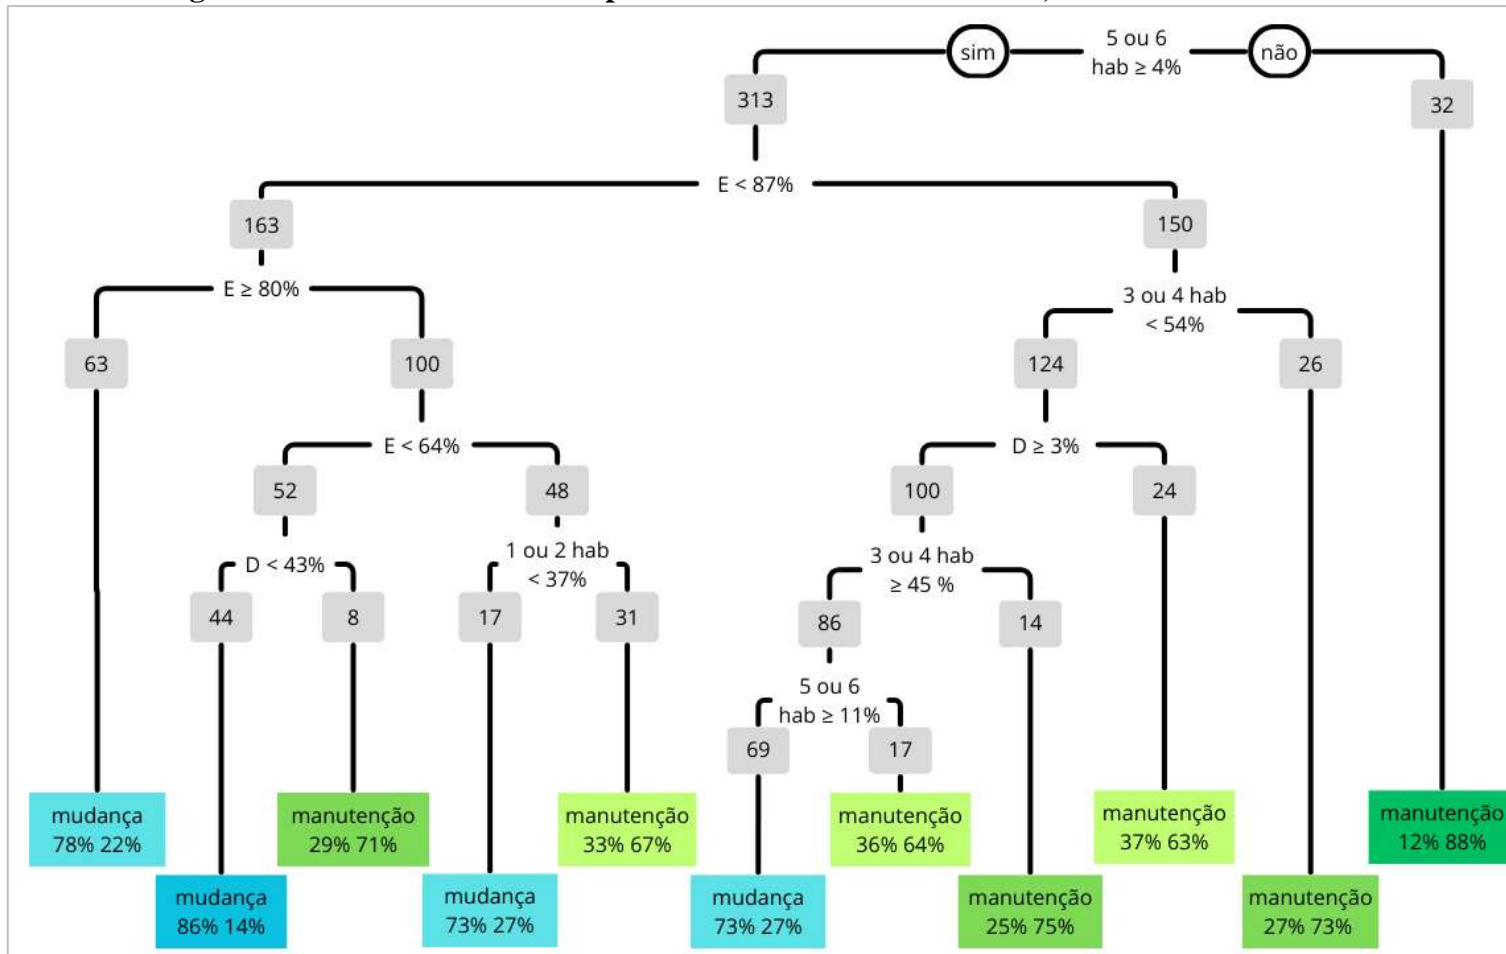 sim
5 ou 6
hab ≥ 4%
não
313
32
E < 87%
163
150
E ≥ 80%
3 ou 4 hab
< 54%
63
100
124
26
E < 64%
D ≥ 3%
52
48
100
24
D < 43%
1 ou 2 hab
< 37%
3 ou 4 hab
≥ 45 %
44
8
17
31
86
14
5 ou 6
hab ≥ 11%
69
17
mudança
78% 22%
manutenção
29% 71%
manutenção
33% 67%
manutenção
36% 64%
manutenção
37% 63%
manutenção
12% 88%
mudança
86% 14%
mudança
73% 27%
mudança
73% 27%
manutenção
25% 75%
manutenção
27% 73%